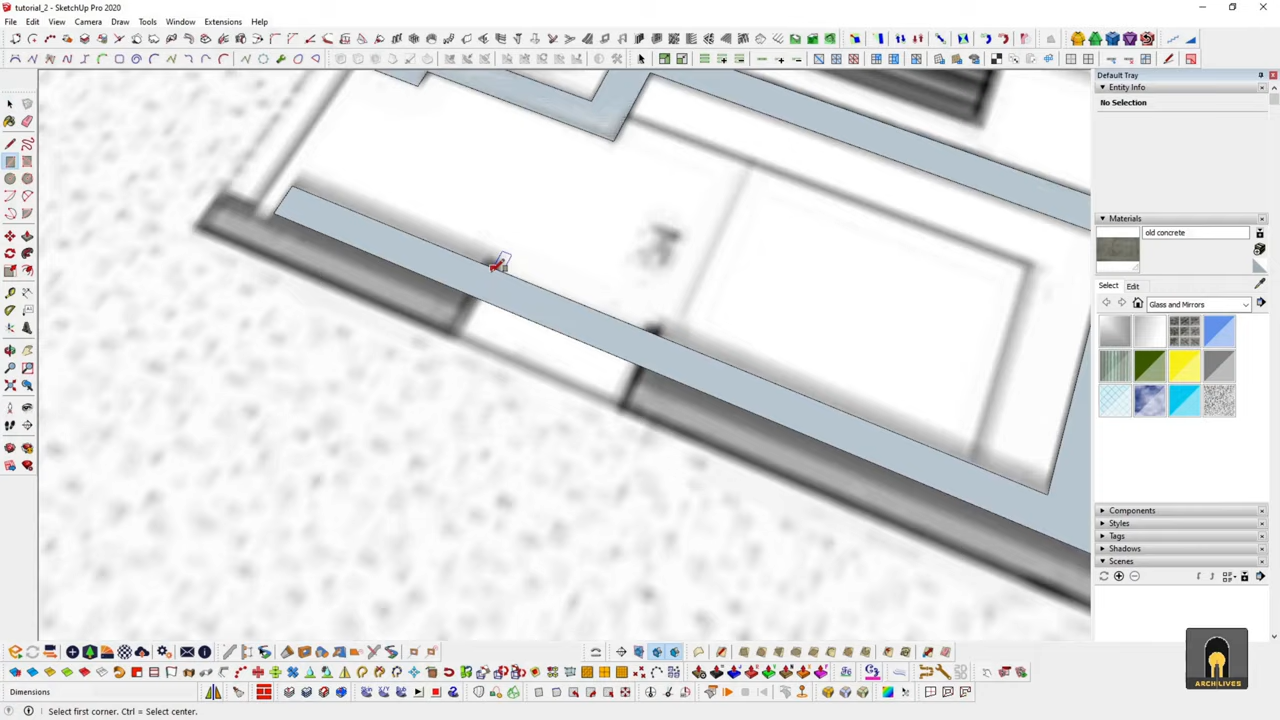 tutorial_2 - SketchUp Pro 2020
File Edit View Camera Draw Tools Window Extensions Help
Default Tray
Entity Info
No Selection
Materials
old concrete
Select Edit
Glass and Mirrors
Components
Styles
Tags
Shadows
Scenes
ARCHILIVES
Dimensions
Select first corner. Ctrl = Select center.